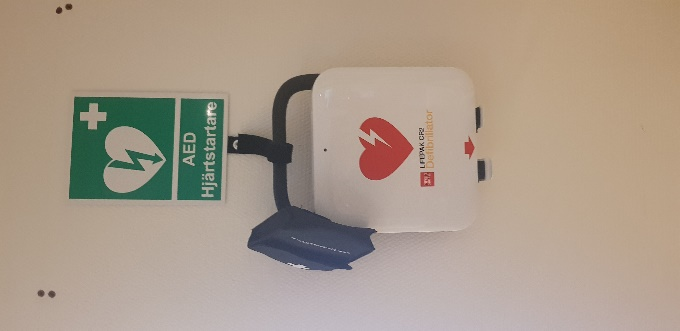 AED
Hjärtstartare
LIFEPAK CR2
Defibrillator